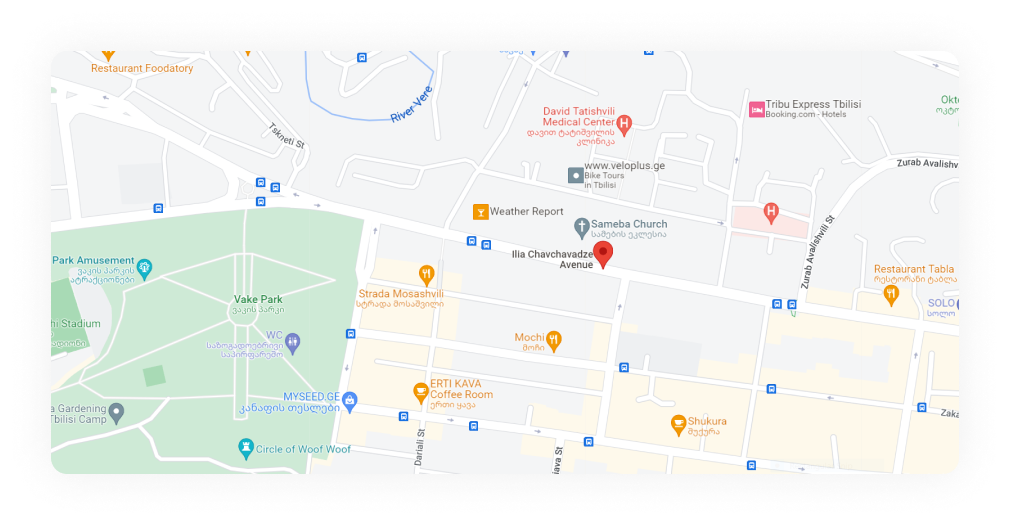 Restaurant Foodatory
River Vere
Tskneti St
David Tatishvili
Medical Center
დავით ტატიშვილის
კლინიკა
Tribu Express Tbilisi
Booking.com - Hotels
www.veloplus.ge
Bike Tours
in Tbilisi
Zurab Avalishv
Weather Report
Sameba Church
სამების ეკლესია
Ilia Chavchavadze
Avenue
Zurab Avalishvili St
Park Amusement
ვაკის პარკის
ატრაქციონები
Strada Mosashvili
სტრადა მოსაშვილი
Restaurant Tabla
რესტორანი ტაბლა
Vake Park
ვაკის პარკი
SOLO
სოლო
hi Stadium
ადიონი
WC
საზოგადოებრივი
საპირფარეშო
Mochi
მოჩი
ERTI KAVA
Coffee Room
ერთი ყავა
MYSEED.GE
კანაფის თესლები
a Gardening
Tbilisi Camp
Shukura
შუქურა
Zaka
Circle of Woof Woof
Dariali St
iava St